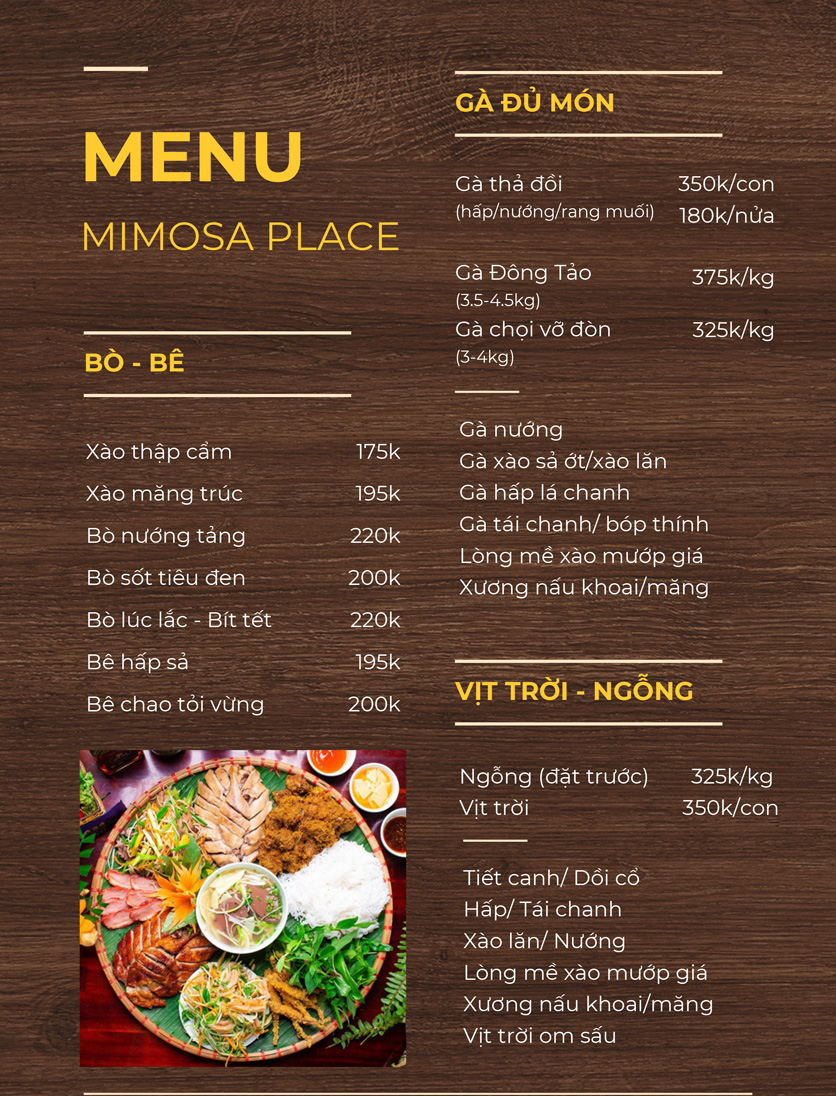 MENU
MIMOSA PLACE
BÒ - BÊ
Xào thập cẩm 175k
Xào măng trúc 195k
Bò nướng tảng 220k
Bò sốt tiêu đen 200k
Bò lúc lắc - Bít tết 220k
Bê hấp sả 195k
Bê chao tỏi vừng 200k
GÀ ĐỦ MÓN
Gà thả đồi 350k/con
(hấp/nướng/rang muối) 180k/nửa
Gà Đông Tảo 375k/kg
(3.5-4.5kg)
Gà chọi vỡ đòn 325k/kg
(3-4kg)
Gà nướng
Gà xào sả ớt/xào lăn
Gà hấp lá chanh
Gà tái chanh/ bóp thính
Lòng mề xào mướp giá
Xương nấu khoai/măng
VỊT TRỜI - NGỖNG
Ngỗng (đặt trước) 325k/kg
Vịt trời 350k/con
Tiết canh/ Dồi cổ
Hấp/ Tái chanh
Xào lăn/ Nướng
Lòng mề xào mướp giá
Xương nấu khoai/măng
Vịt trời om sấu